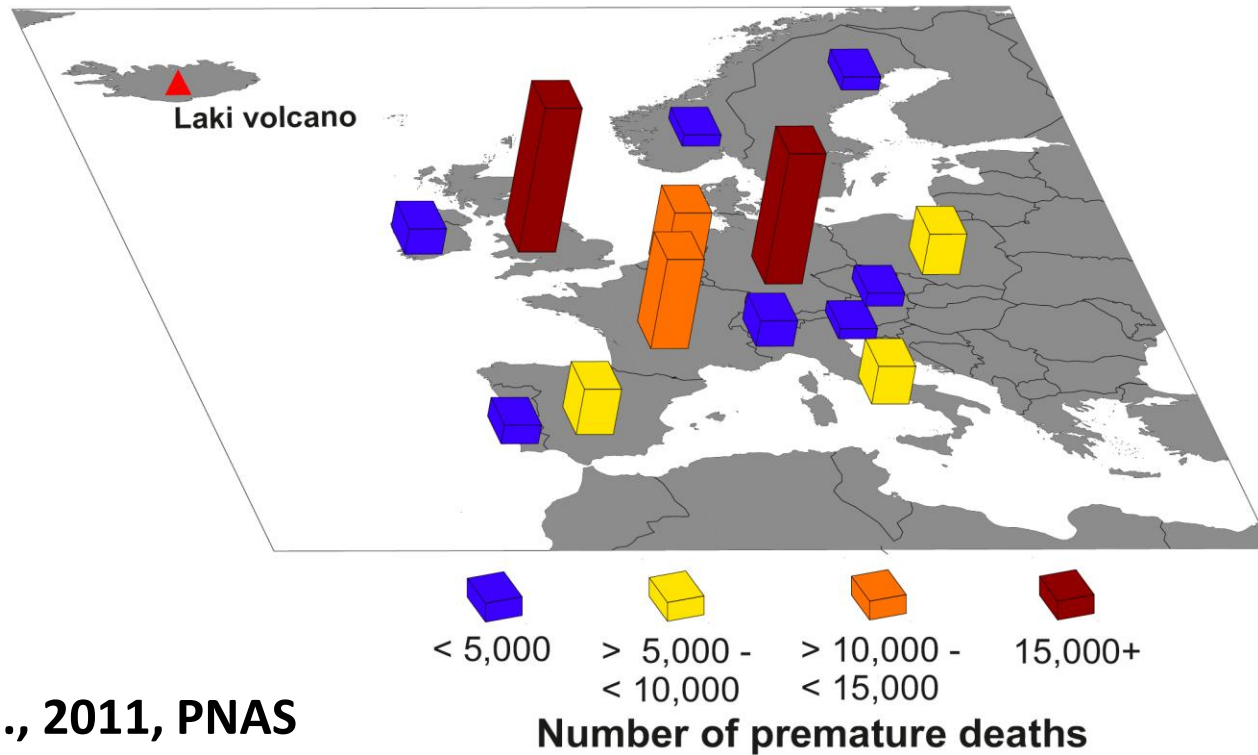 Laki volcano
< 5,000
> 5,000 -
< 10,000
> 10,000 -
< 15,000
15,000+
., 2011, PNAS
Number of premature deaths